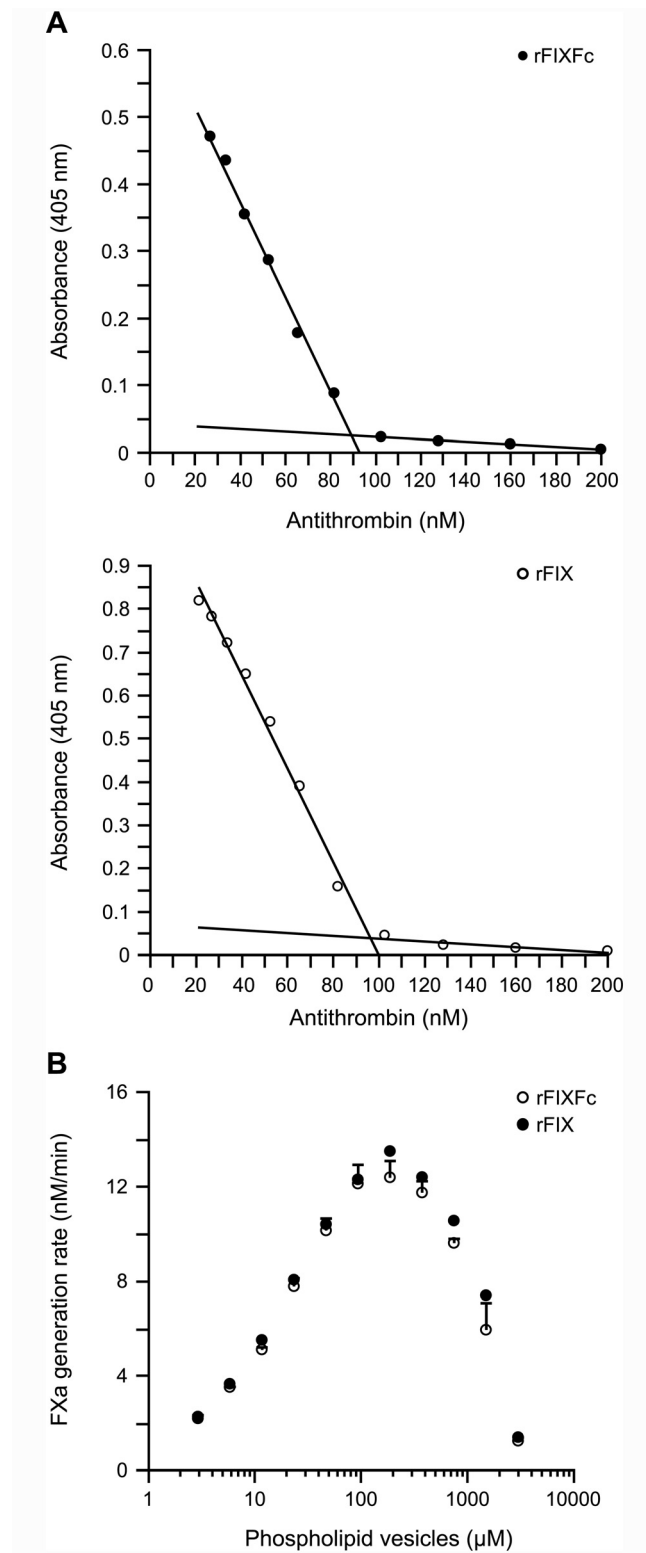 A
rFIXFc
0.6
0.5
0.4
0.3
0.2
0.1
0
Absorbance (405 nm)
0 20 40 60 80 100 120 140 160 180 200
Antithrombin (nM)
rFIX
0.9
0.8
0.7
0.6
0.5
0.4
0.3
0.2
0.1
0
Absorbance (405 nm)
0 20 40 60 80 100 120 140 160 180 200
Antithrombin (nM)
B
rFIXFc
rFIX
16
12
8
4
0
FXa generation rate (nM/min)
1 10 100 1000 10000
Phospholipid vesicles (µM)